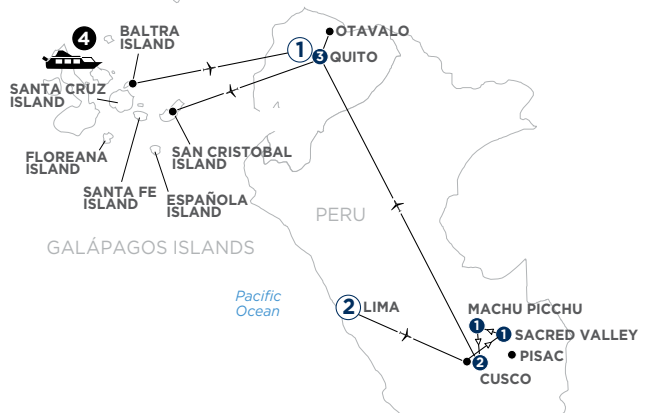 4
BALTRA
ISLAND
OTAVALO
1
3
QUITO
SANTA CRUZ
ISLAND
FLOREANA
ISLAND
SAN CRISTOBAL
ISLAND
SANTA FE
ISLAND
ESPAÑOLA
ISLAND
PERU
GALÁPAGOS ISLANDS
Pacific
Ocean
2
LIMA
MACHU PICCHU
1
1
SACRED VALLEY
PISAC
2
CUSCO